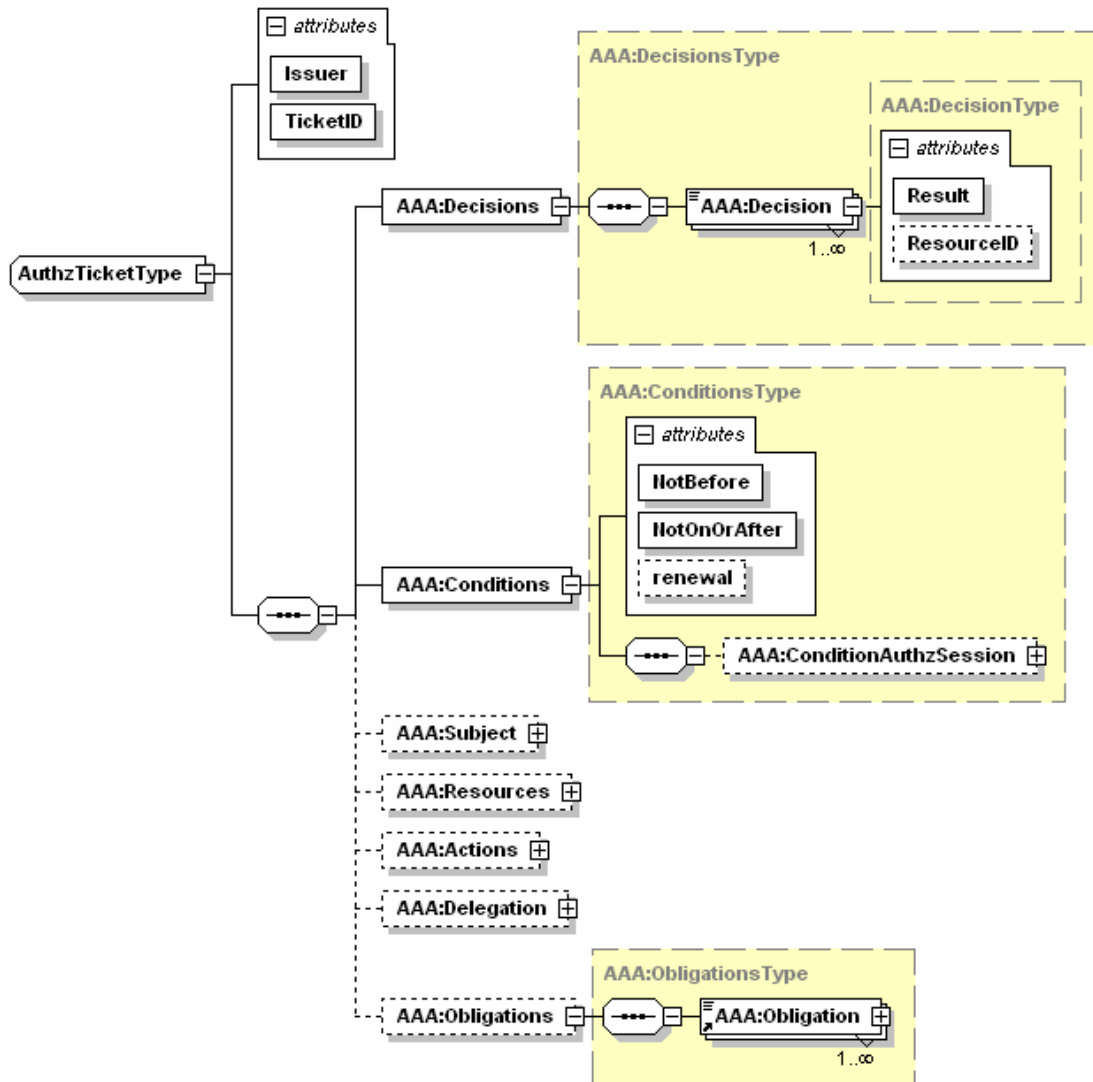 attributes
Issuer
TicketID
AuthzTicketType
AAA:DecisionsType
AAA:DecisionType
attributes
AAA:Decisions
AAA:Decision
1..∞
Result
ResourceID
AAA:ConditionsType
attributes
NotBefore
NotOnOrAfter
renewal
AAA:Conditions
AAA:ConditionAuthzSession
AAA:Subject
AAA:Resources
AAA:Actions
AAA:Delegation
AAA:ObligationsType
AAA:Obligations
AAA:Obligation
1..∞